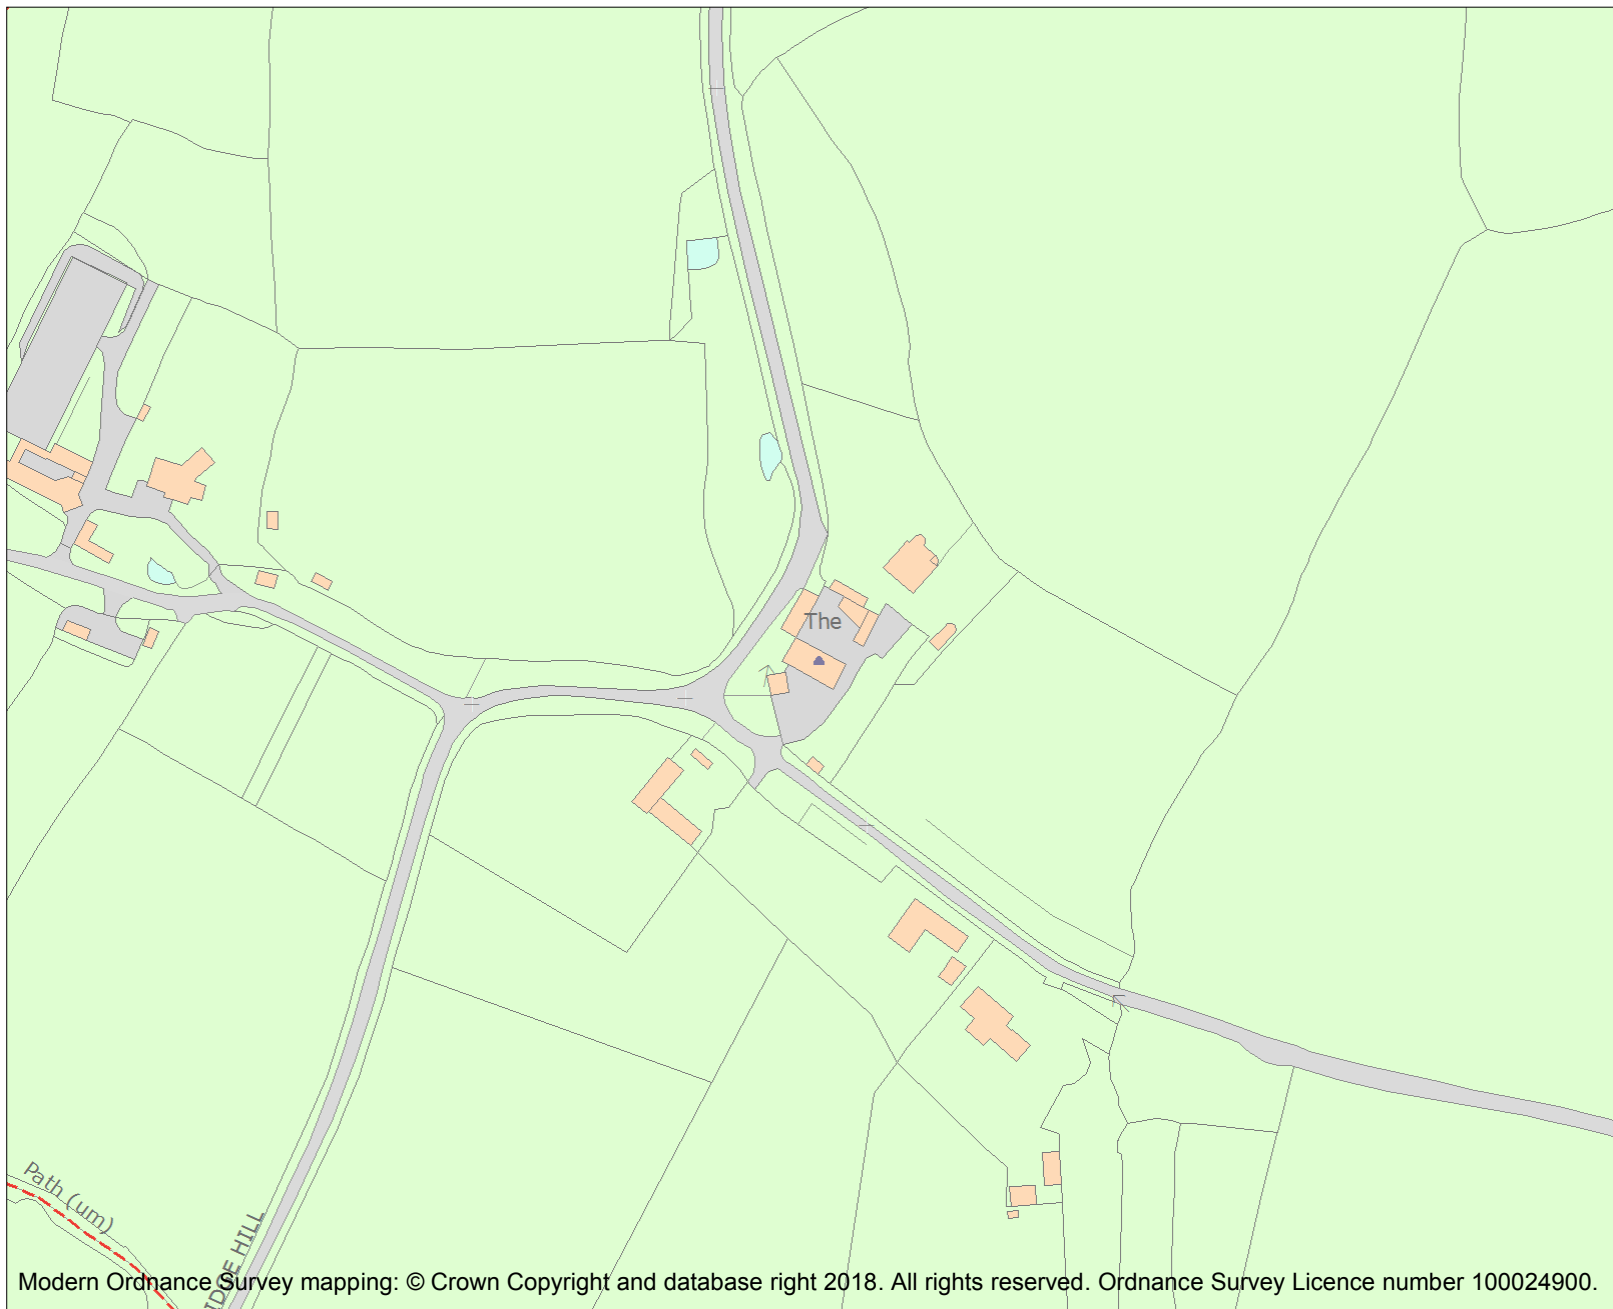 The
Path (um)
HILL
Modern Ordnance Survey mapping: © Crown Copyright and database right 2018. All rights reserved. Ordnance Survey Licence number 100024900.